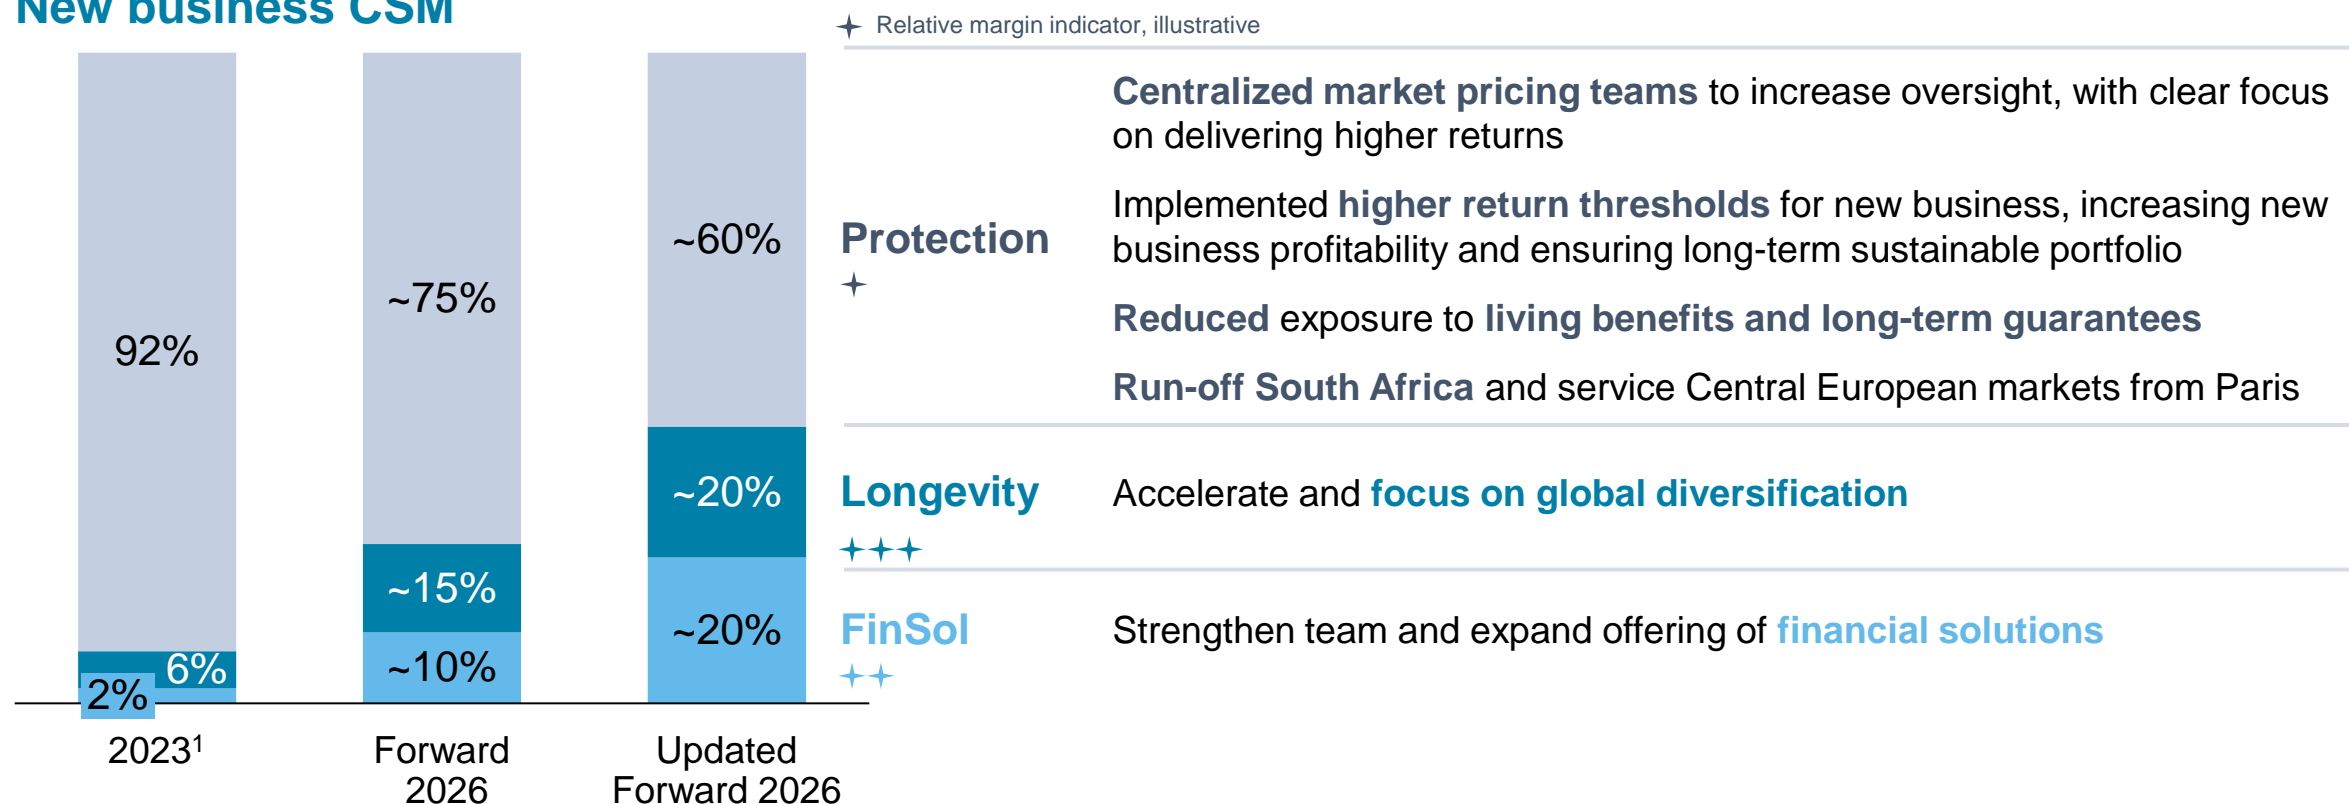 New business CSM
Relative margin indicator, illustrative
92%
6%
2%
2023¹
~75%
~15%
~10%
Forward
2026
~60%
~20%
~20%
Updated
Forward 2026
Protection
Centralized market pricing teams to increase oversight, with clear focus
on delivering higher returns
Implemented higher return thresholds for new business, increasing new
business profitability and ensuring long-term sustainable portfolio
Reduced exposure to living benefits and long-term guarantees
Run-off South Africa and service Central European markets from Paris
Longevity
Accelerate and focus on global diversification
FinSol
Strengthen team and expand offering of financial solutions